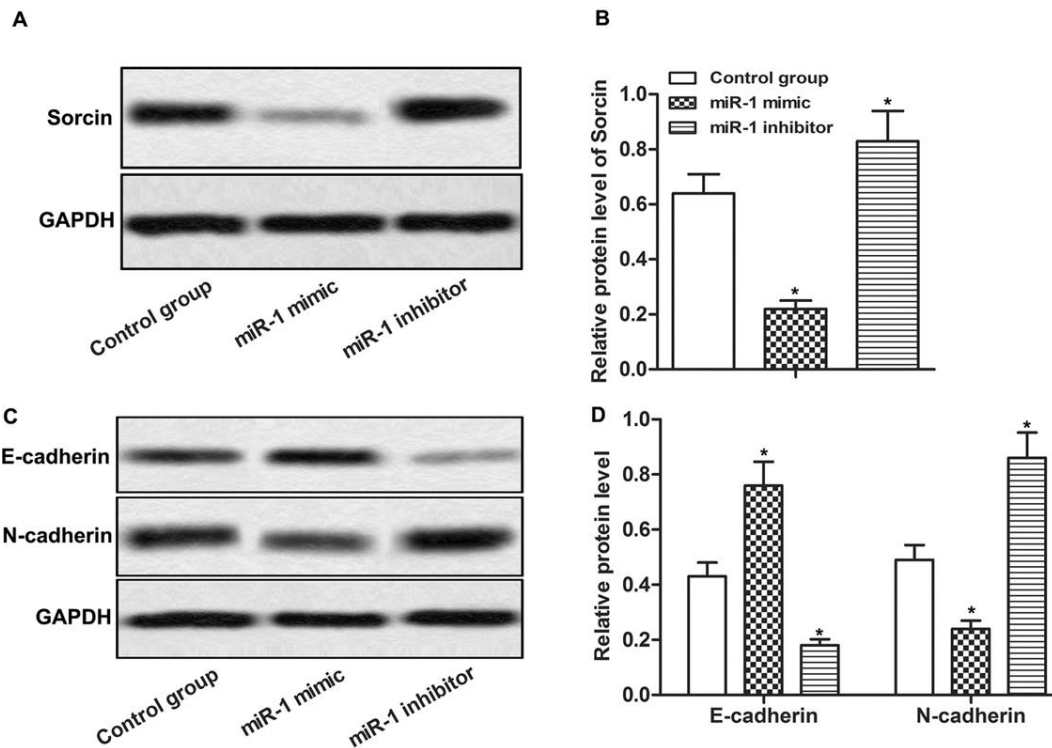 A
Sorcin
GAPDH
Control group
miR-1 mimic
miR-1 inhibitor
B
Control group
miR-1 mimic
miR-1 inhibitor
Relative protein level of Sorcin
1.0
0.8
0.6
0.4
0.2
0.0
*
*
C
E-cadherin
N-cadherin
GAPDH
Control group
miR-1 mimic
miR-1 inhibitor
D
Relative protein level
1.0
0.8
0.6
0.4
0.2
0.0
*
*
*
*
E-cadherin
N-cadherin